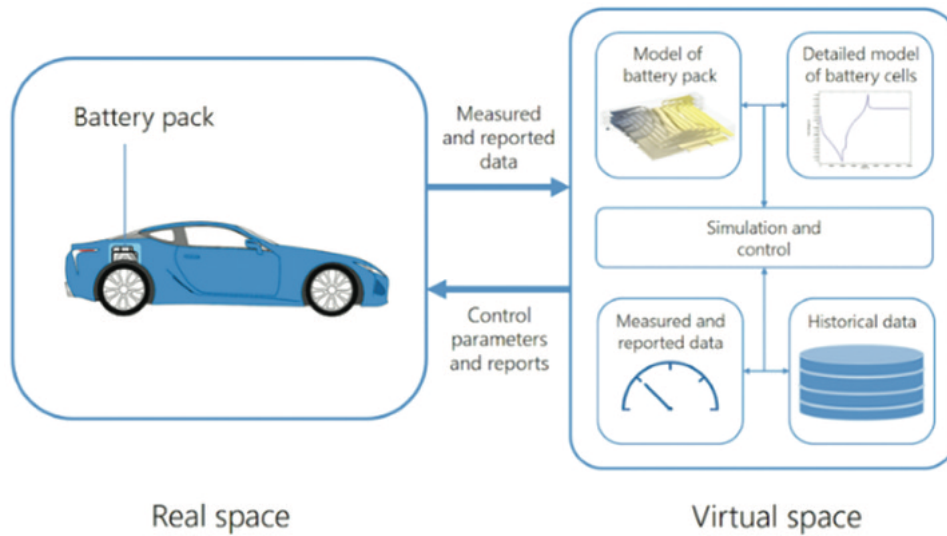 Battery pack
Measured
and reported
data
Control
parameters
and reports
Model of
battery pack
Detailed model
of battery cells
Simulation and
control
Measured and
reported data
Historical data
Real space
Virtual space